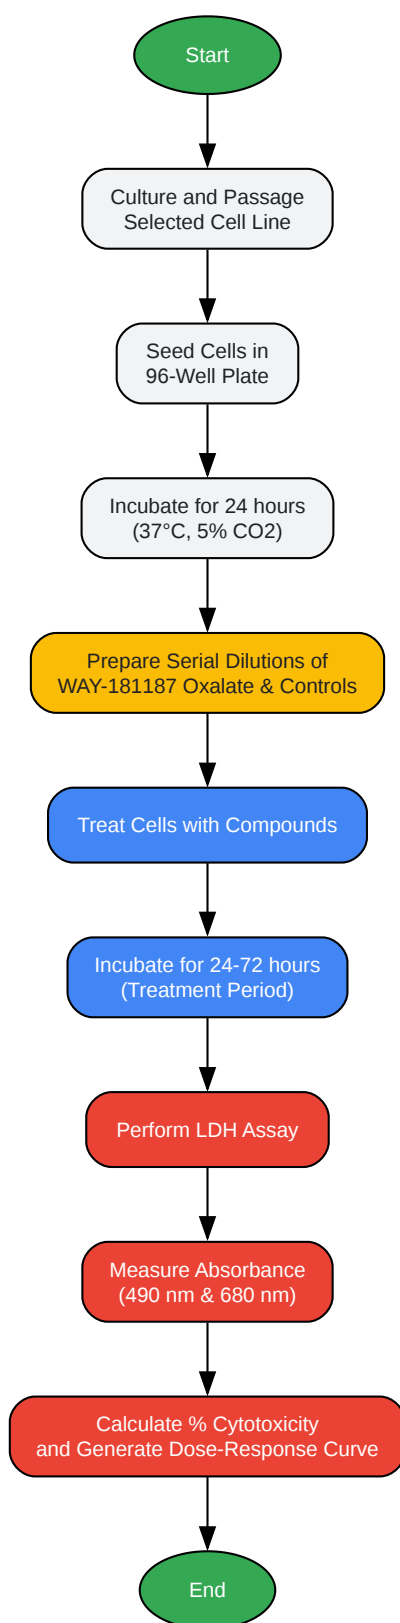 Start
Culture and Passage
Selected Cell Line
Seed Cells in
96-Well Plate
Incubate for 24 hours
(37°C, 5% CO2)
Prepare Serial Dilutions of
WAY-181187 Oxalate & Controls
Treat Cells with Compounds
Incubate for 24-72 hours
(Treatment Period)
Perform LDH Assay
Measure Absorbance
(490 nm & 680 nm)
Calculate % Cytotoxicity
and Generate Dose-Response Curve
End